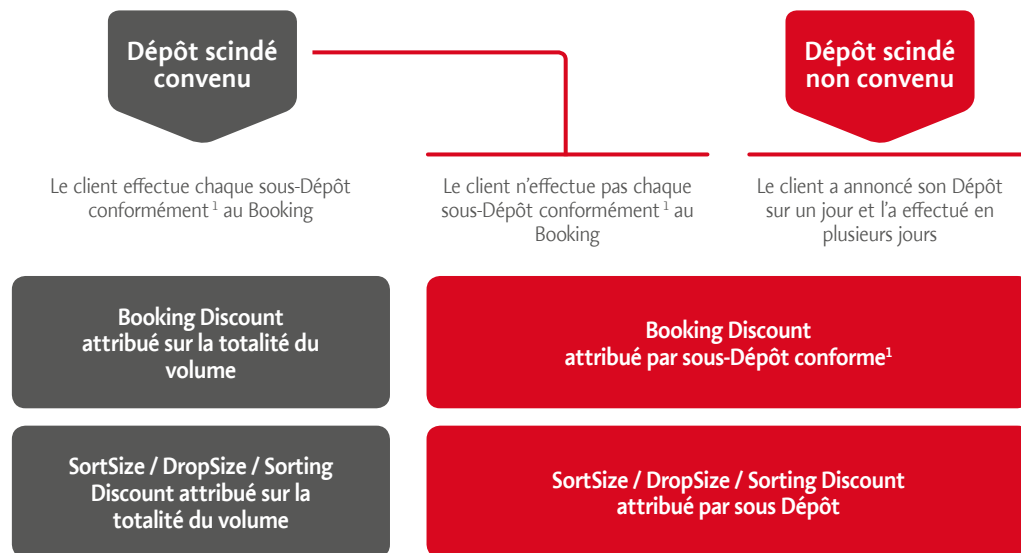 Dépôt scindé
convenu
Dépôt scindé
non convenu
Le client effectue chaque sous-Dépôt
conformément ¹ au Booking
Le client n’effectue pas chaque
sous-Dépôt conformément ¹ au
Booking
Le client a annoncé son Dépôt
sur un jour et l’a effectué en
plusieurs jours
Booking Discount
attribué sur la totalité du
volume
Booking Discount
attribué par sous-Dépôt conforme¹
SortSize / DropSize / Sorting
Discount attribué sur la
totalité du volume
SortSize / DropSize / Sorting Discount
attribué par sous Dépôt